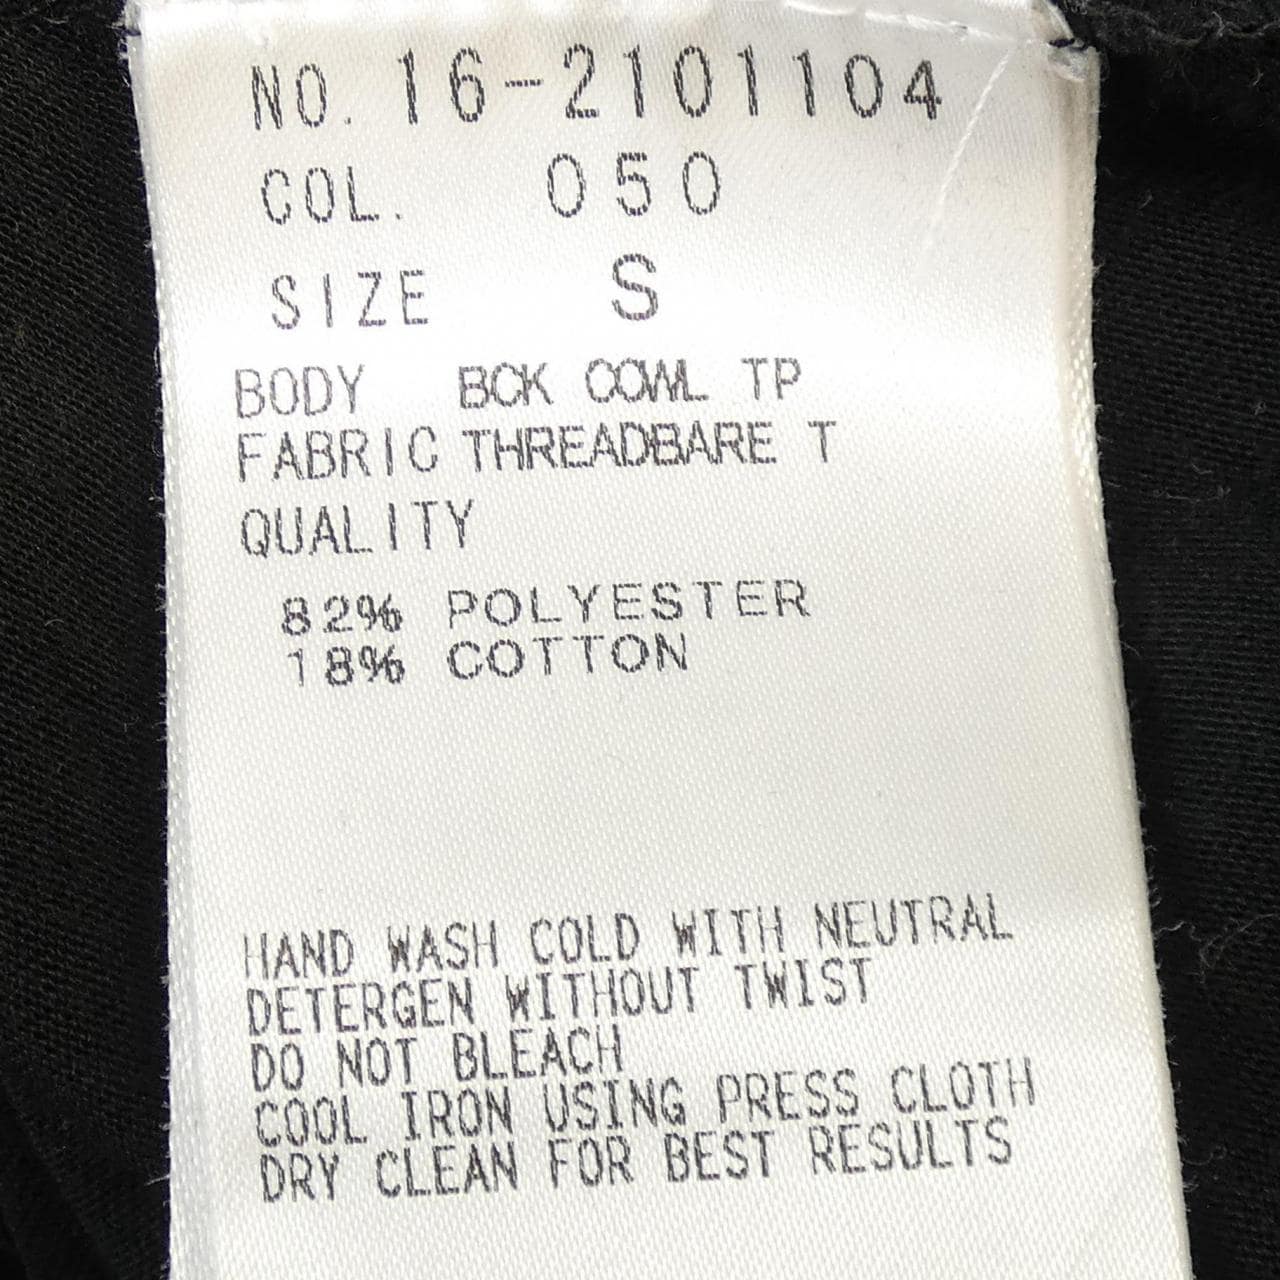 NO. 16-2101104
COL. 050
SIZE S
BODY BCK COWL TP
FABRIC THREADBARE T
QUALITY
82% POLYESTER
18% COTTON
HAND WASH COLD WITH NEUTRAL
DETERGEN WITHOUT TWIST
DO NOT BLEACH
COOL IRON USING PRESS CLOTH
DRY CLEAN FOR BEST RESULTS